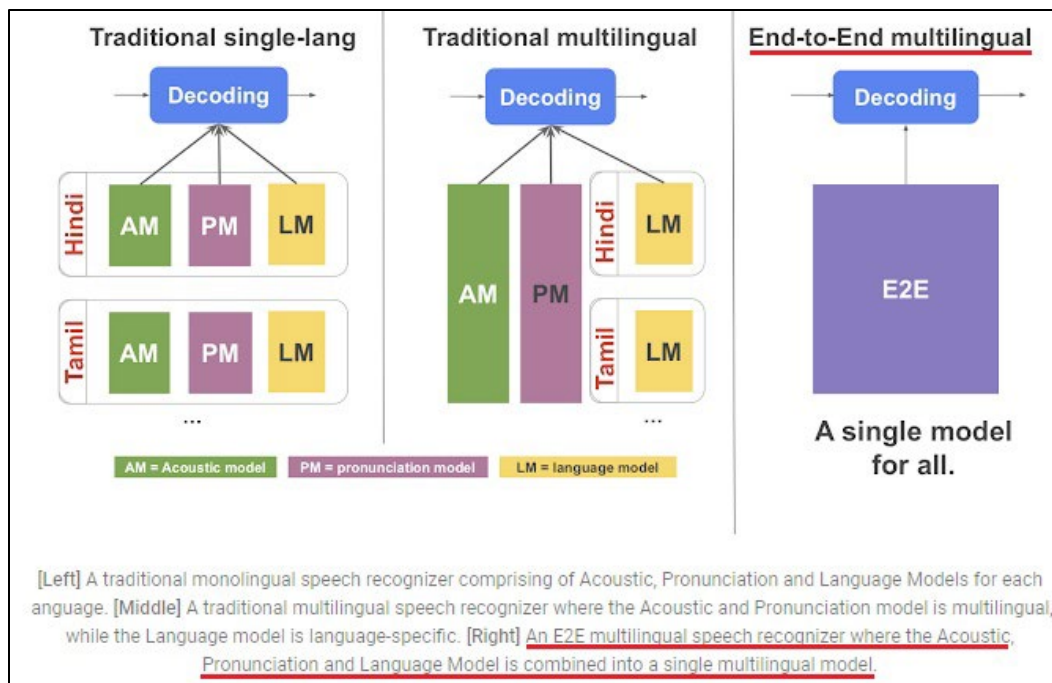 Traditional single-lang
Decoding
Hindi
AM
PM
LM
Tamil
AM
PM
LM
...
Traditional multilingual
Decoding
AM
PM
Hindi
LM
Tamil
LM
...
End-to-End multilingual
Decoding
E2E
A single model
for all.
AM = Acoustic model
PM = pronunciation model
LM = language model
[Left] A traditional monolingual speech recognizer comprising of Acoustic, Pronunciation and Language Models for each
anguage. [Middle] A traditional multilingual speech recognizer where the Acoustic and Pronunciation model is multilingual,
while the Language model is language-specific. [Right] An E2E multilingual speech recognizer where the Acoustic,
Pronunciation and Language Model is combined into a single multilingual model.